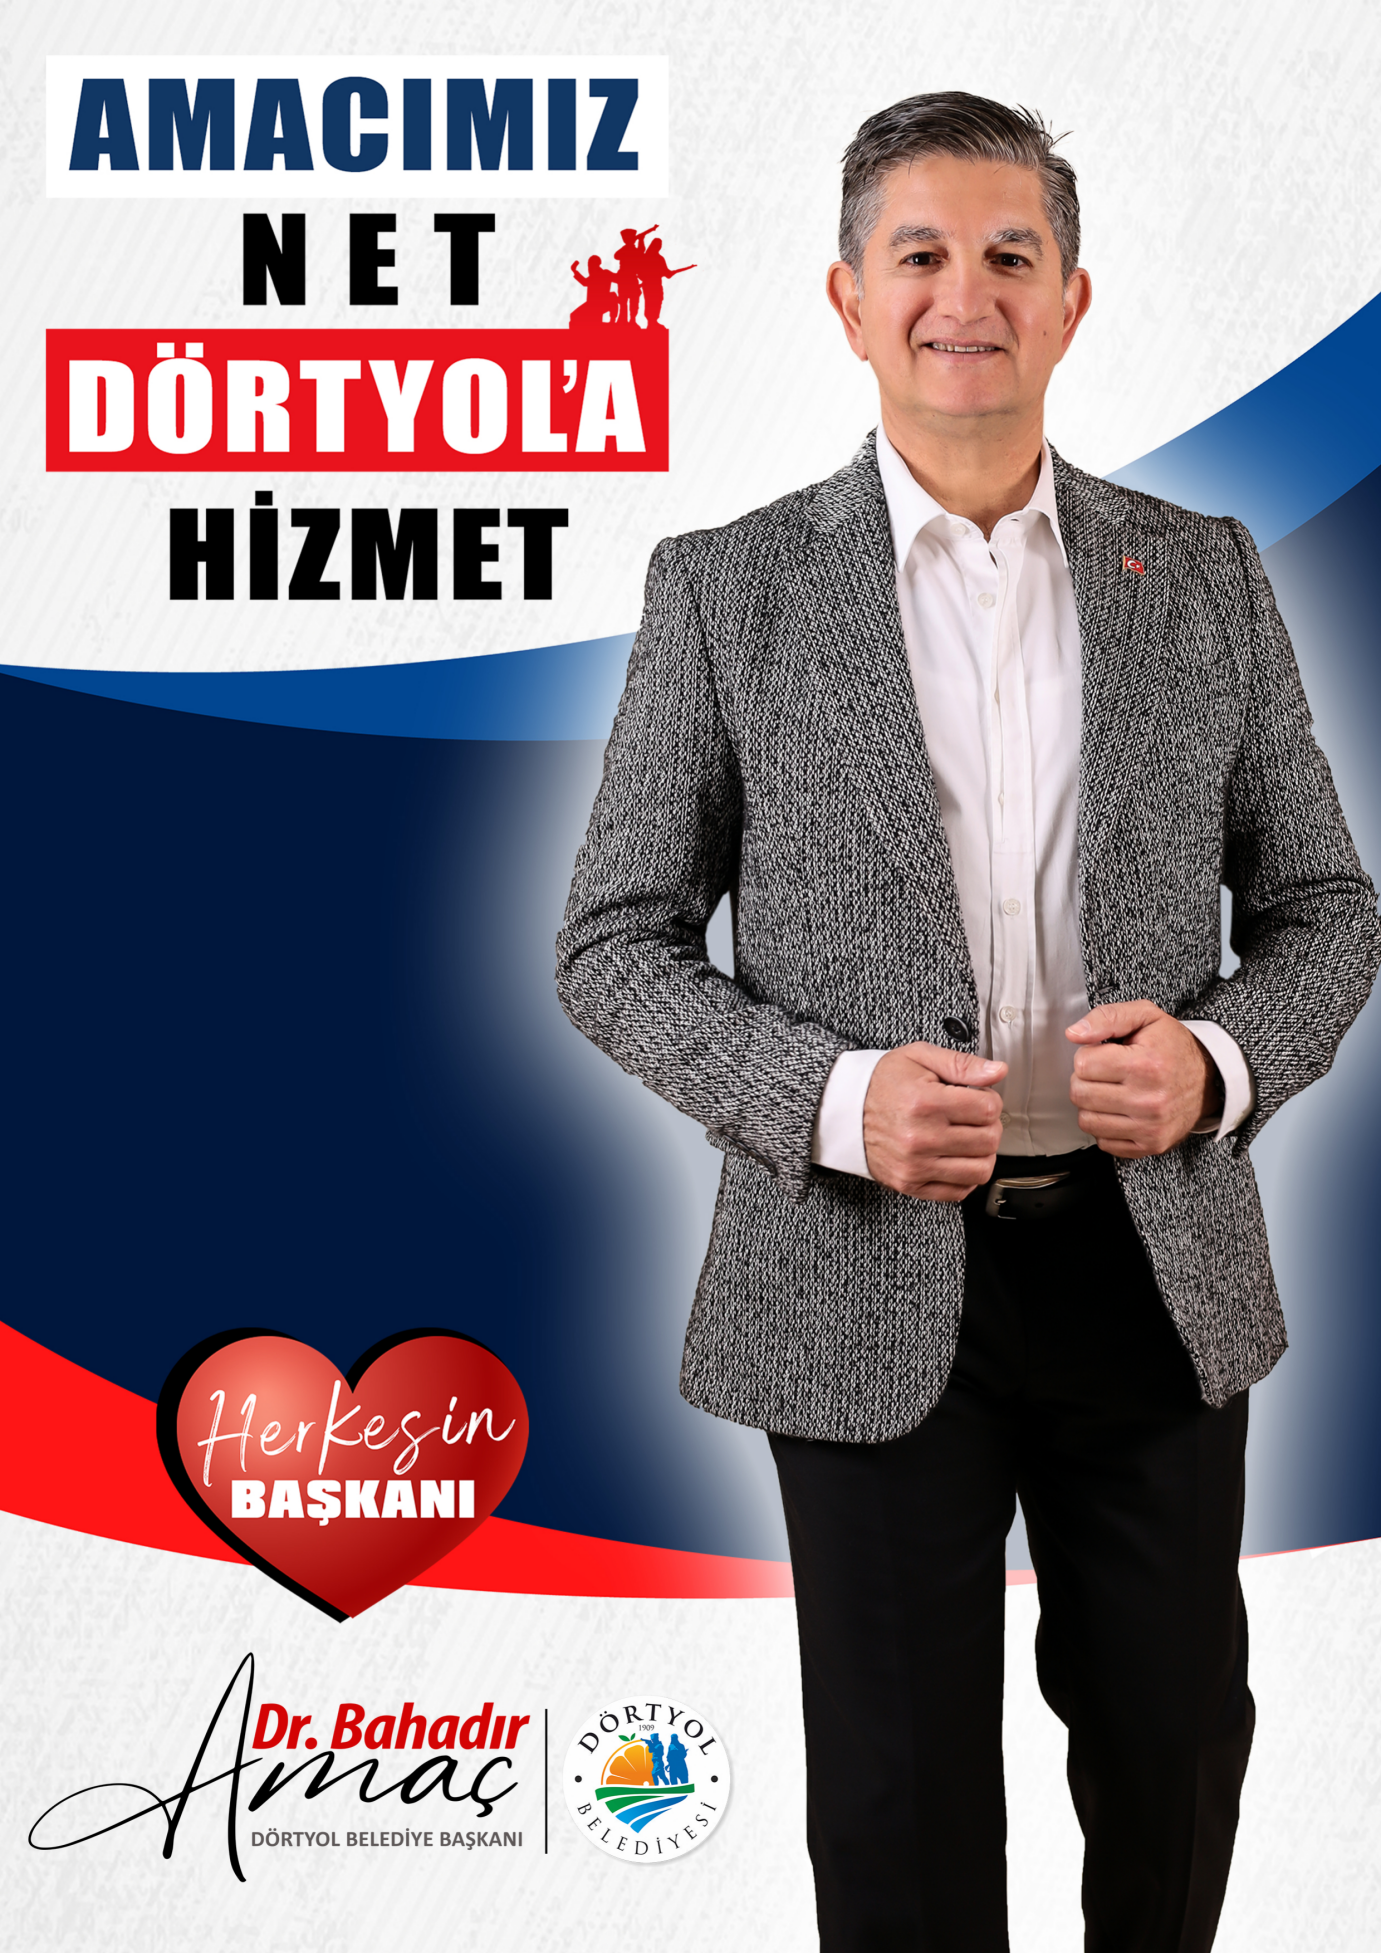 AMACIMIZ
NET
DÖRTYOL'A
HİZMET
Herkesin
BAŞKANI
Dr. Bahadır
Amaç
DÖRTYOL BELEDİYE BAŞKANI
DÖRTYOL
1909
BELEDİYESİ